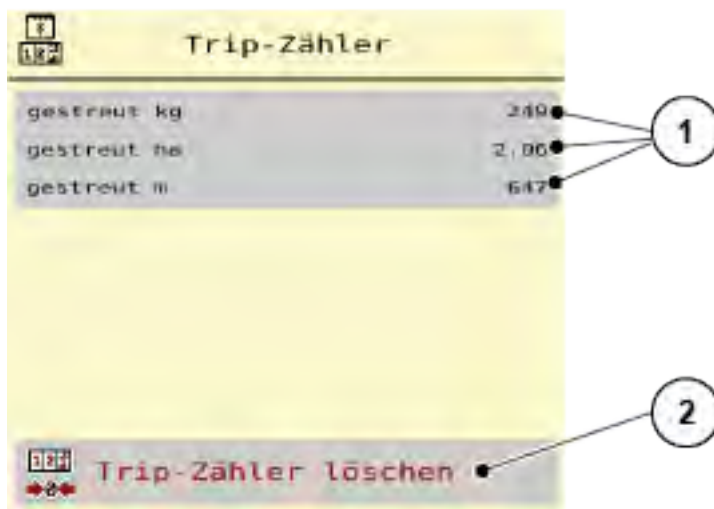 Trip-Zähler
gestreut kg 249
gestreut ha 2.06
gestreut m 647
1
Trip-Zähler löschen
2